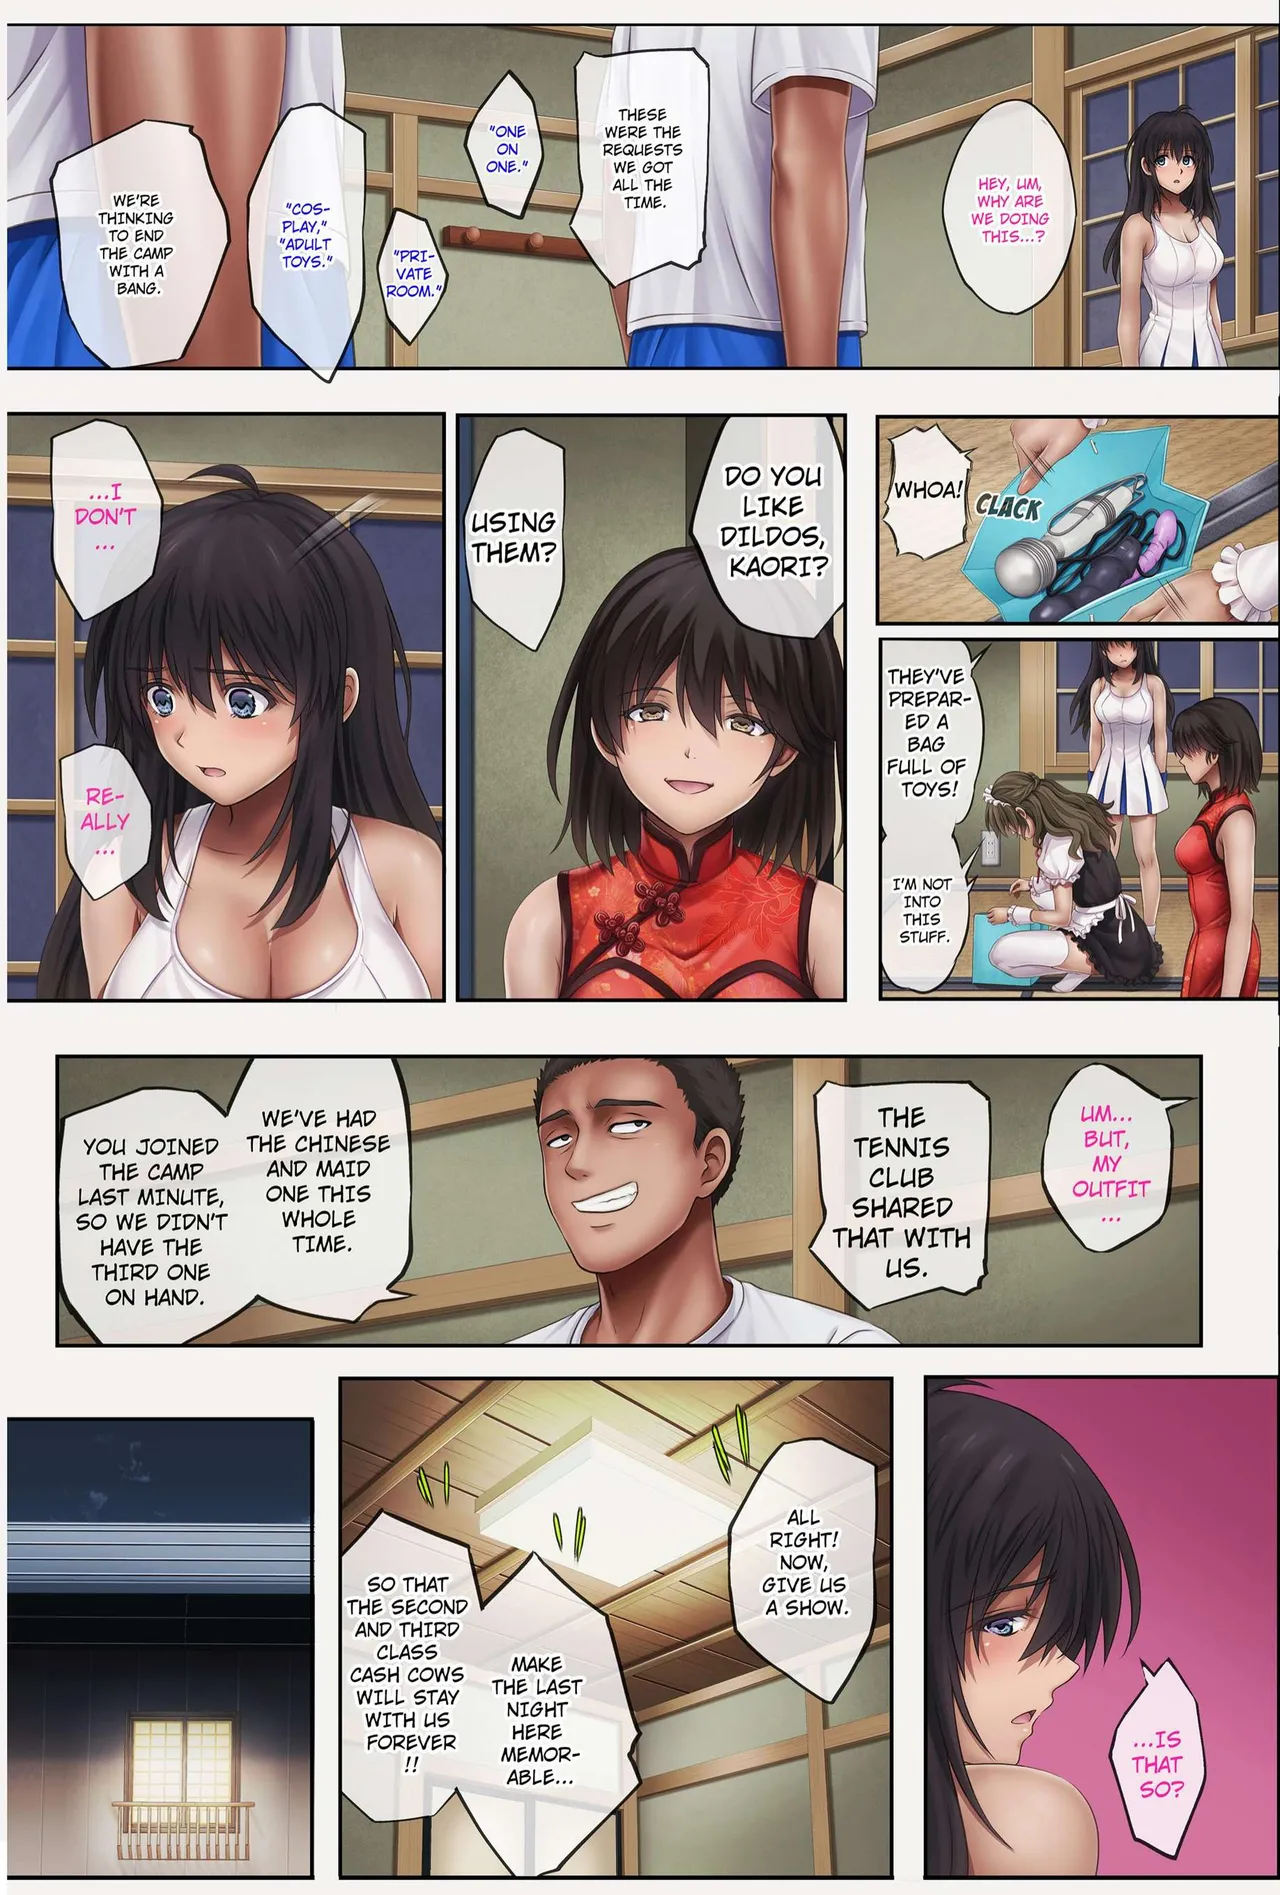 HEY, UM,
WHY ARE
WE DOING
THIS...?
THESE
WERE THE
REQUESTS
WE GOT
ALL THE
TIME.
"ONE
ON
ONE."
"PRI-
VATE
ROOM."
"COS-
PLAY,"
"ADULT
TOYS."
WE'RE
THINKING
TO END
THE CAMP
WITH A
BANG.
WHOA!
CLACK
THEY'VE
PREPAR-
ED A
BAG
FULL OF
TOYS!
I'M NOT
INTO
THIS
STUFF.
DO YOU
LIKE
DILDOS,
KAORI?
USING
THEM?
...I
DON'T
...
RE-
ALLY
...
UM...
BUT,
MY
OUTFIT
...
THE
TENNIS
CLUB
SHARED
THAT WITH
US.
WE'VE HAD
THE CHINESE
AND MAID
ONE THIS
WHOLE
TIME.
YOU JOINED
THE CAMP
LAST MINUTE,
SO WE DIDN'T
HAVE THE
THIRD ONE
ON HAND.
...IS
THAT
SO?
ALL
RIGHT!
NOW,
GIVE US
A SHOW.
MAKE
THE LAST
NIGHT
HERE
MEMOR-
ABLE...
SO THAT
THE SECOND
AND THIRD
CLASS
CASH COWS
WILL STAY
WITH US
FOREVER
!!